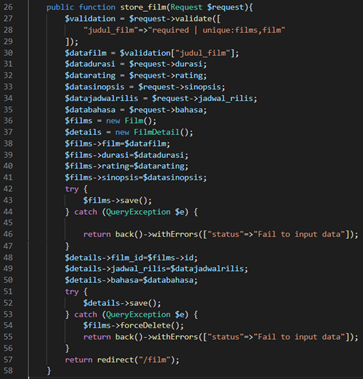 26 public function store_film(Request $request){
27 $validation = $request->validate([
28 "judul_film"=>"required | unique:films,film"
29 ]);
30 $datafilm = $validation["judul_film"];
31 $datadurasi = $request->durasi;
32 $datarating = $request->rating;
33 $datasinopsis = $request->sinopsis;
34 $datajadwalrilis = $request->jadwal_rilis;
35 $databahasa = $request->bahasa;
36 $films = new Film();
37 $details = new FilmDetail();
38 $films->film=$datafilm;
39 $films->durasi=$datadurasi;
40 $films->rating=$datarating;
41 $films->sinopsis=$datasinopsis;
42 try {
43 $films->save();
44 } catch (QueryException $e) {
45
46 return back()->withErrors(["status"=>"Fail to input data"]);
47 }
48 $details->film_id=$films->id;
49 $details->jadwal_rilis=$datajadwalrilis;
50 $details->bahasa=$databahasa;
51 try {
52 $details->save();
53 } catch (QueryException $e) {
54 $films->forceDelete();
55 return back()->withErrors(["status"=>"Fail to input data"]);
56 }
57 return redirect("/film");
58 }